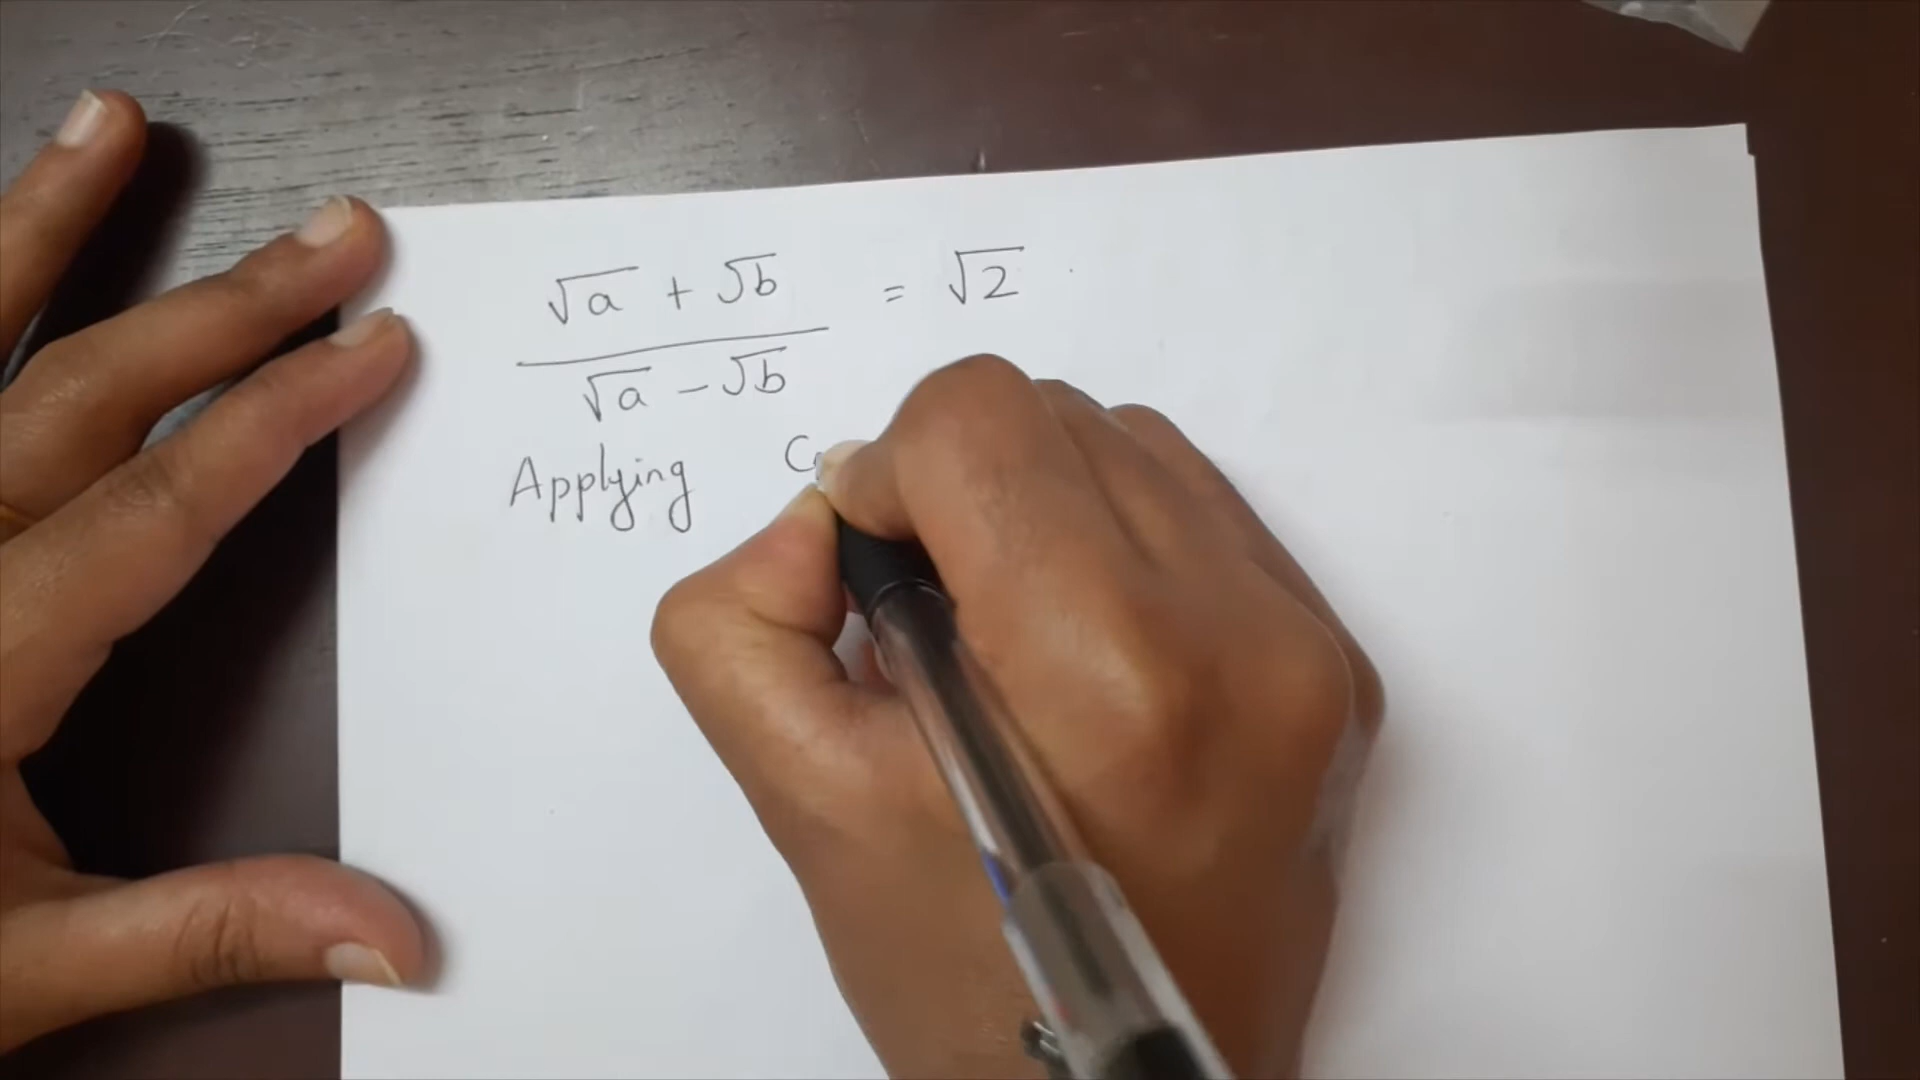 √a + √b = √2
√a - √b
Applying